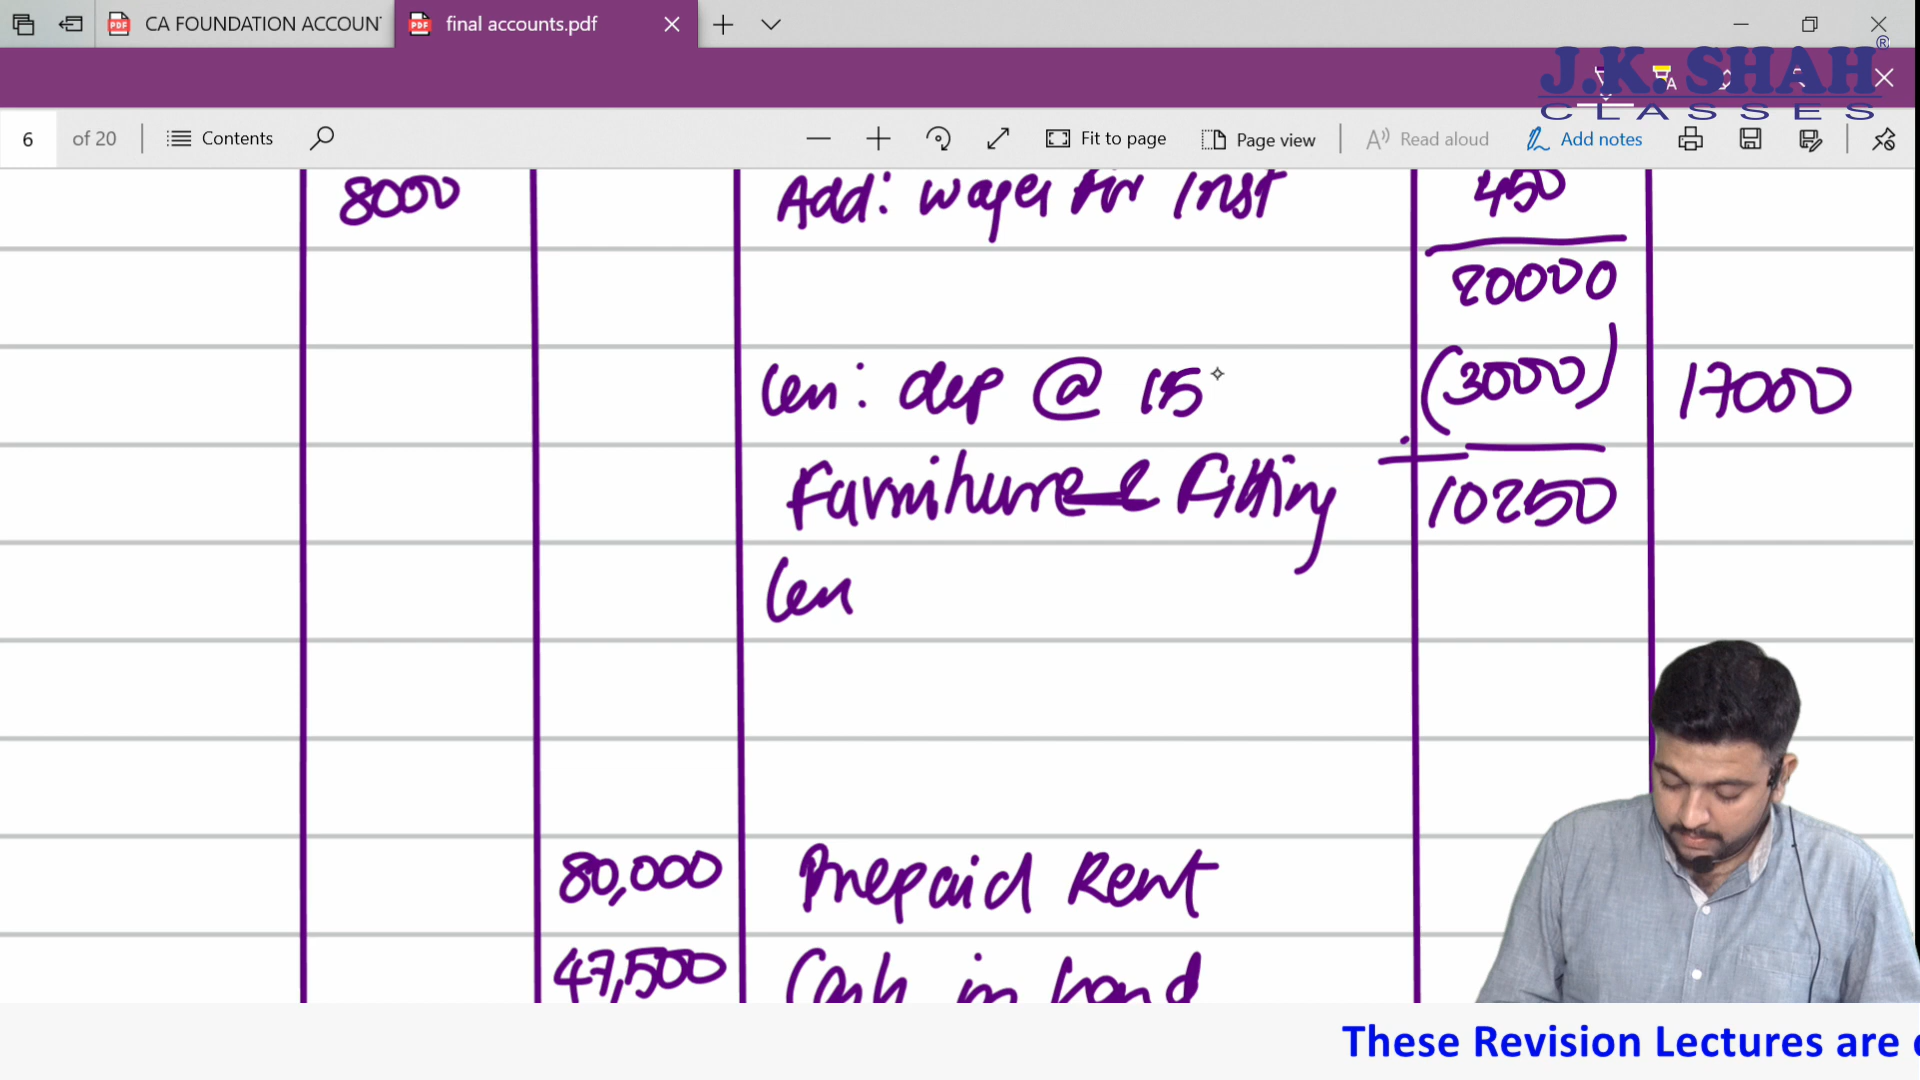 CA FOUNDATION ACCOUNT
final accounts.pdf
J.K. SHAH®
CLASSES
6 of 20 Contents Fit to page Page view Read aloud Add notes
8000 Add: wages for inst 450
20000
Less: dep @ 15 (3000) 17000
Furniture & Fitting 10250
Less
80,000 Prepaid Rent
47,500 Cash in hand
These Revision Lectures are